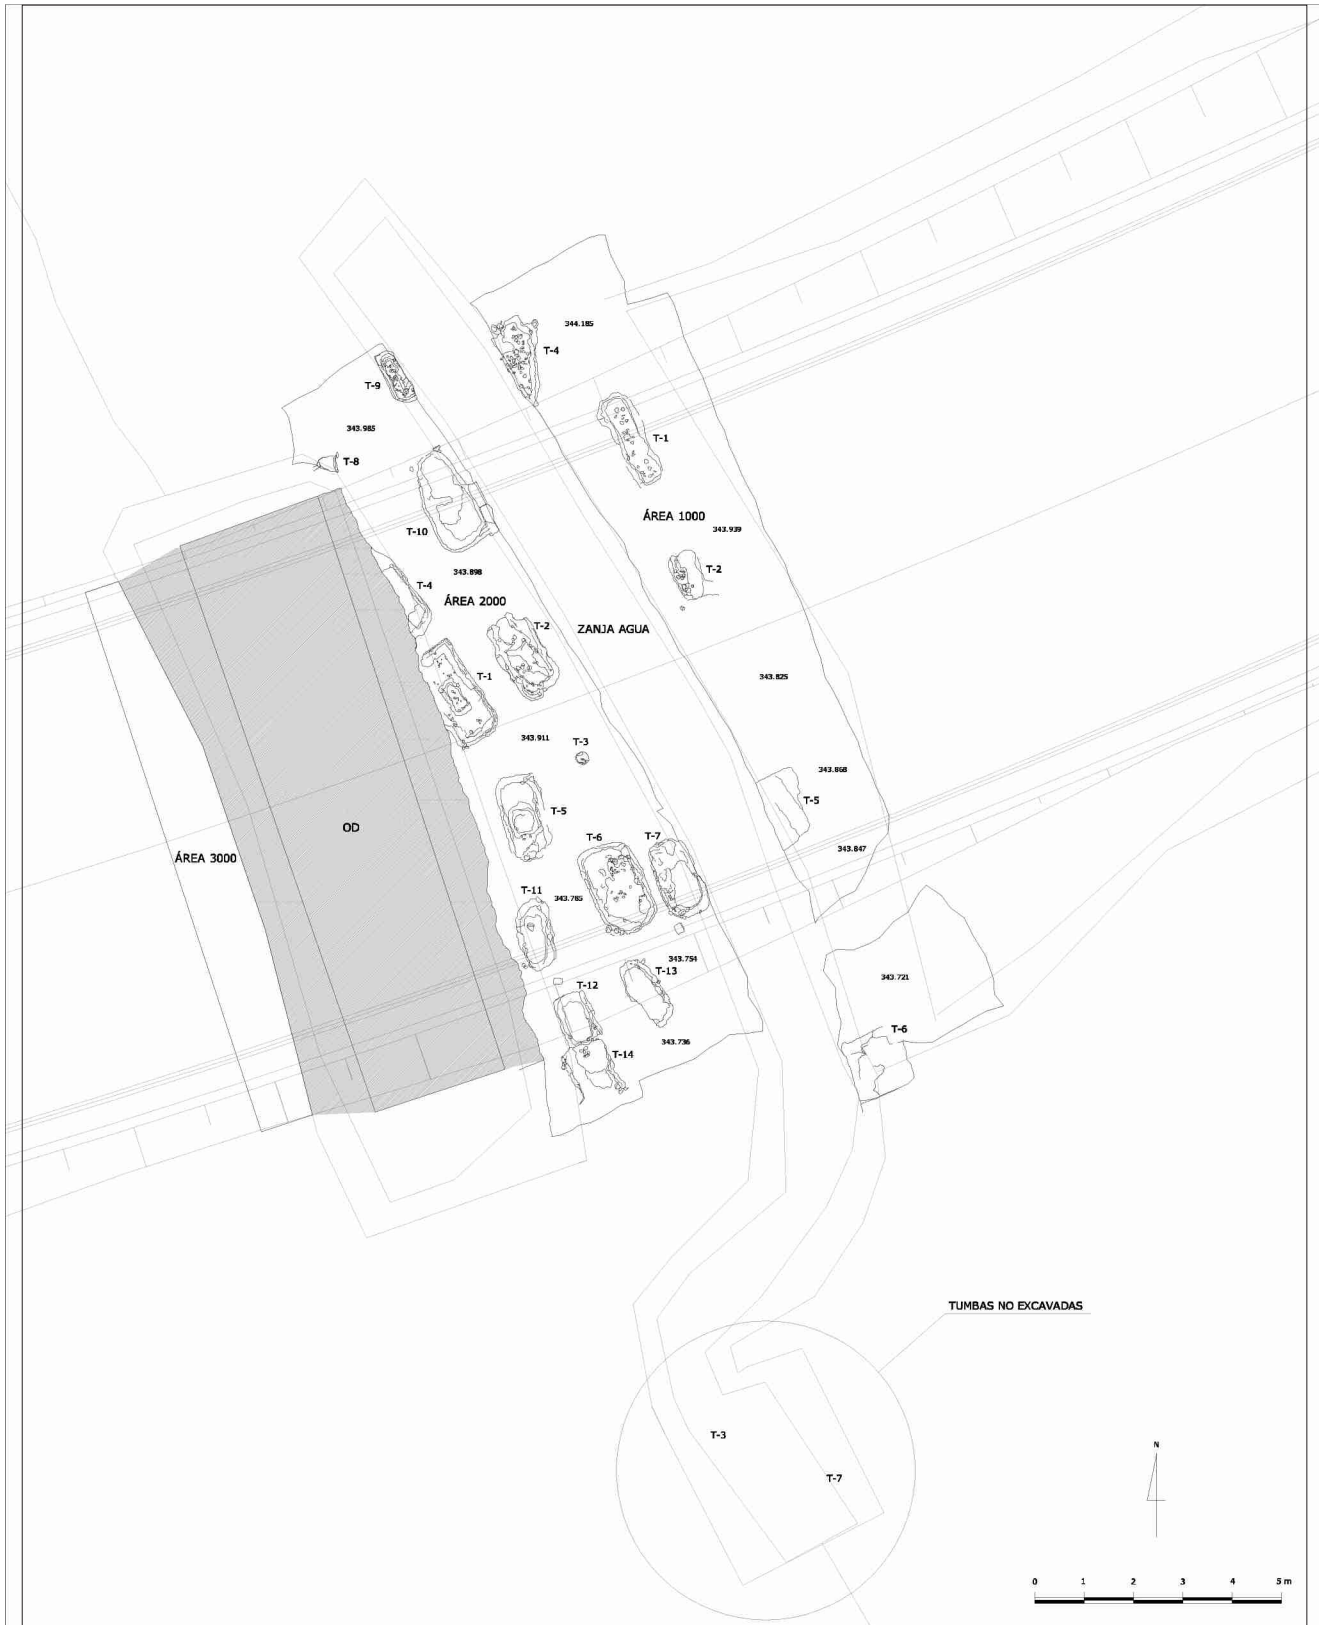 344.185
T-4
T-9
343.985
T-1
T-8
ÁREA 1000
343.939
T-10
343.898
T-2
T-4
ÁREA 2000
T-2
ZANJA AGUA
T-1
343.825
343.911
T-3
343.868
T-5
T-5
OD
T-6
T-7
343.847
ÁREA 3000
T-11
343.785
343.754
T-13
343.721
T-12
T-6
343.736
T-14
TUMBAS NO EXCAVADAS
T-3
T-7
N
0 1 2 3 4 5 m